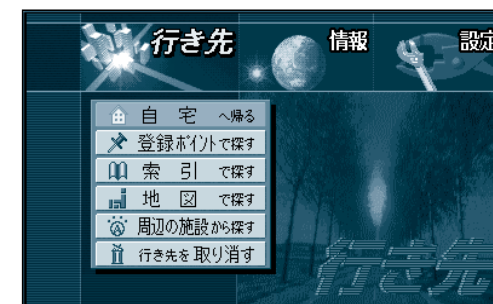 行き先 情報 設定
自宅へ帰る
登録ポイントで探す
索引で探す
地図で探す
周辺の施設から探す
行き先を取り消す
行き先